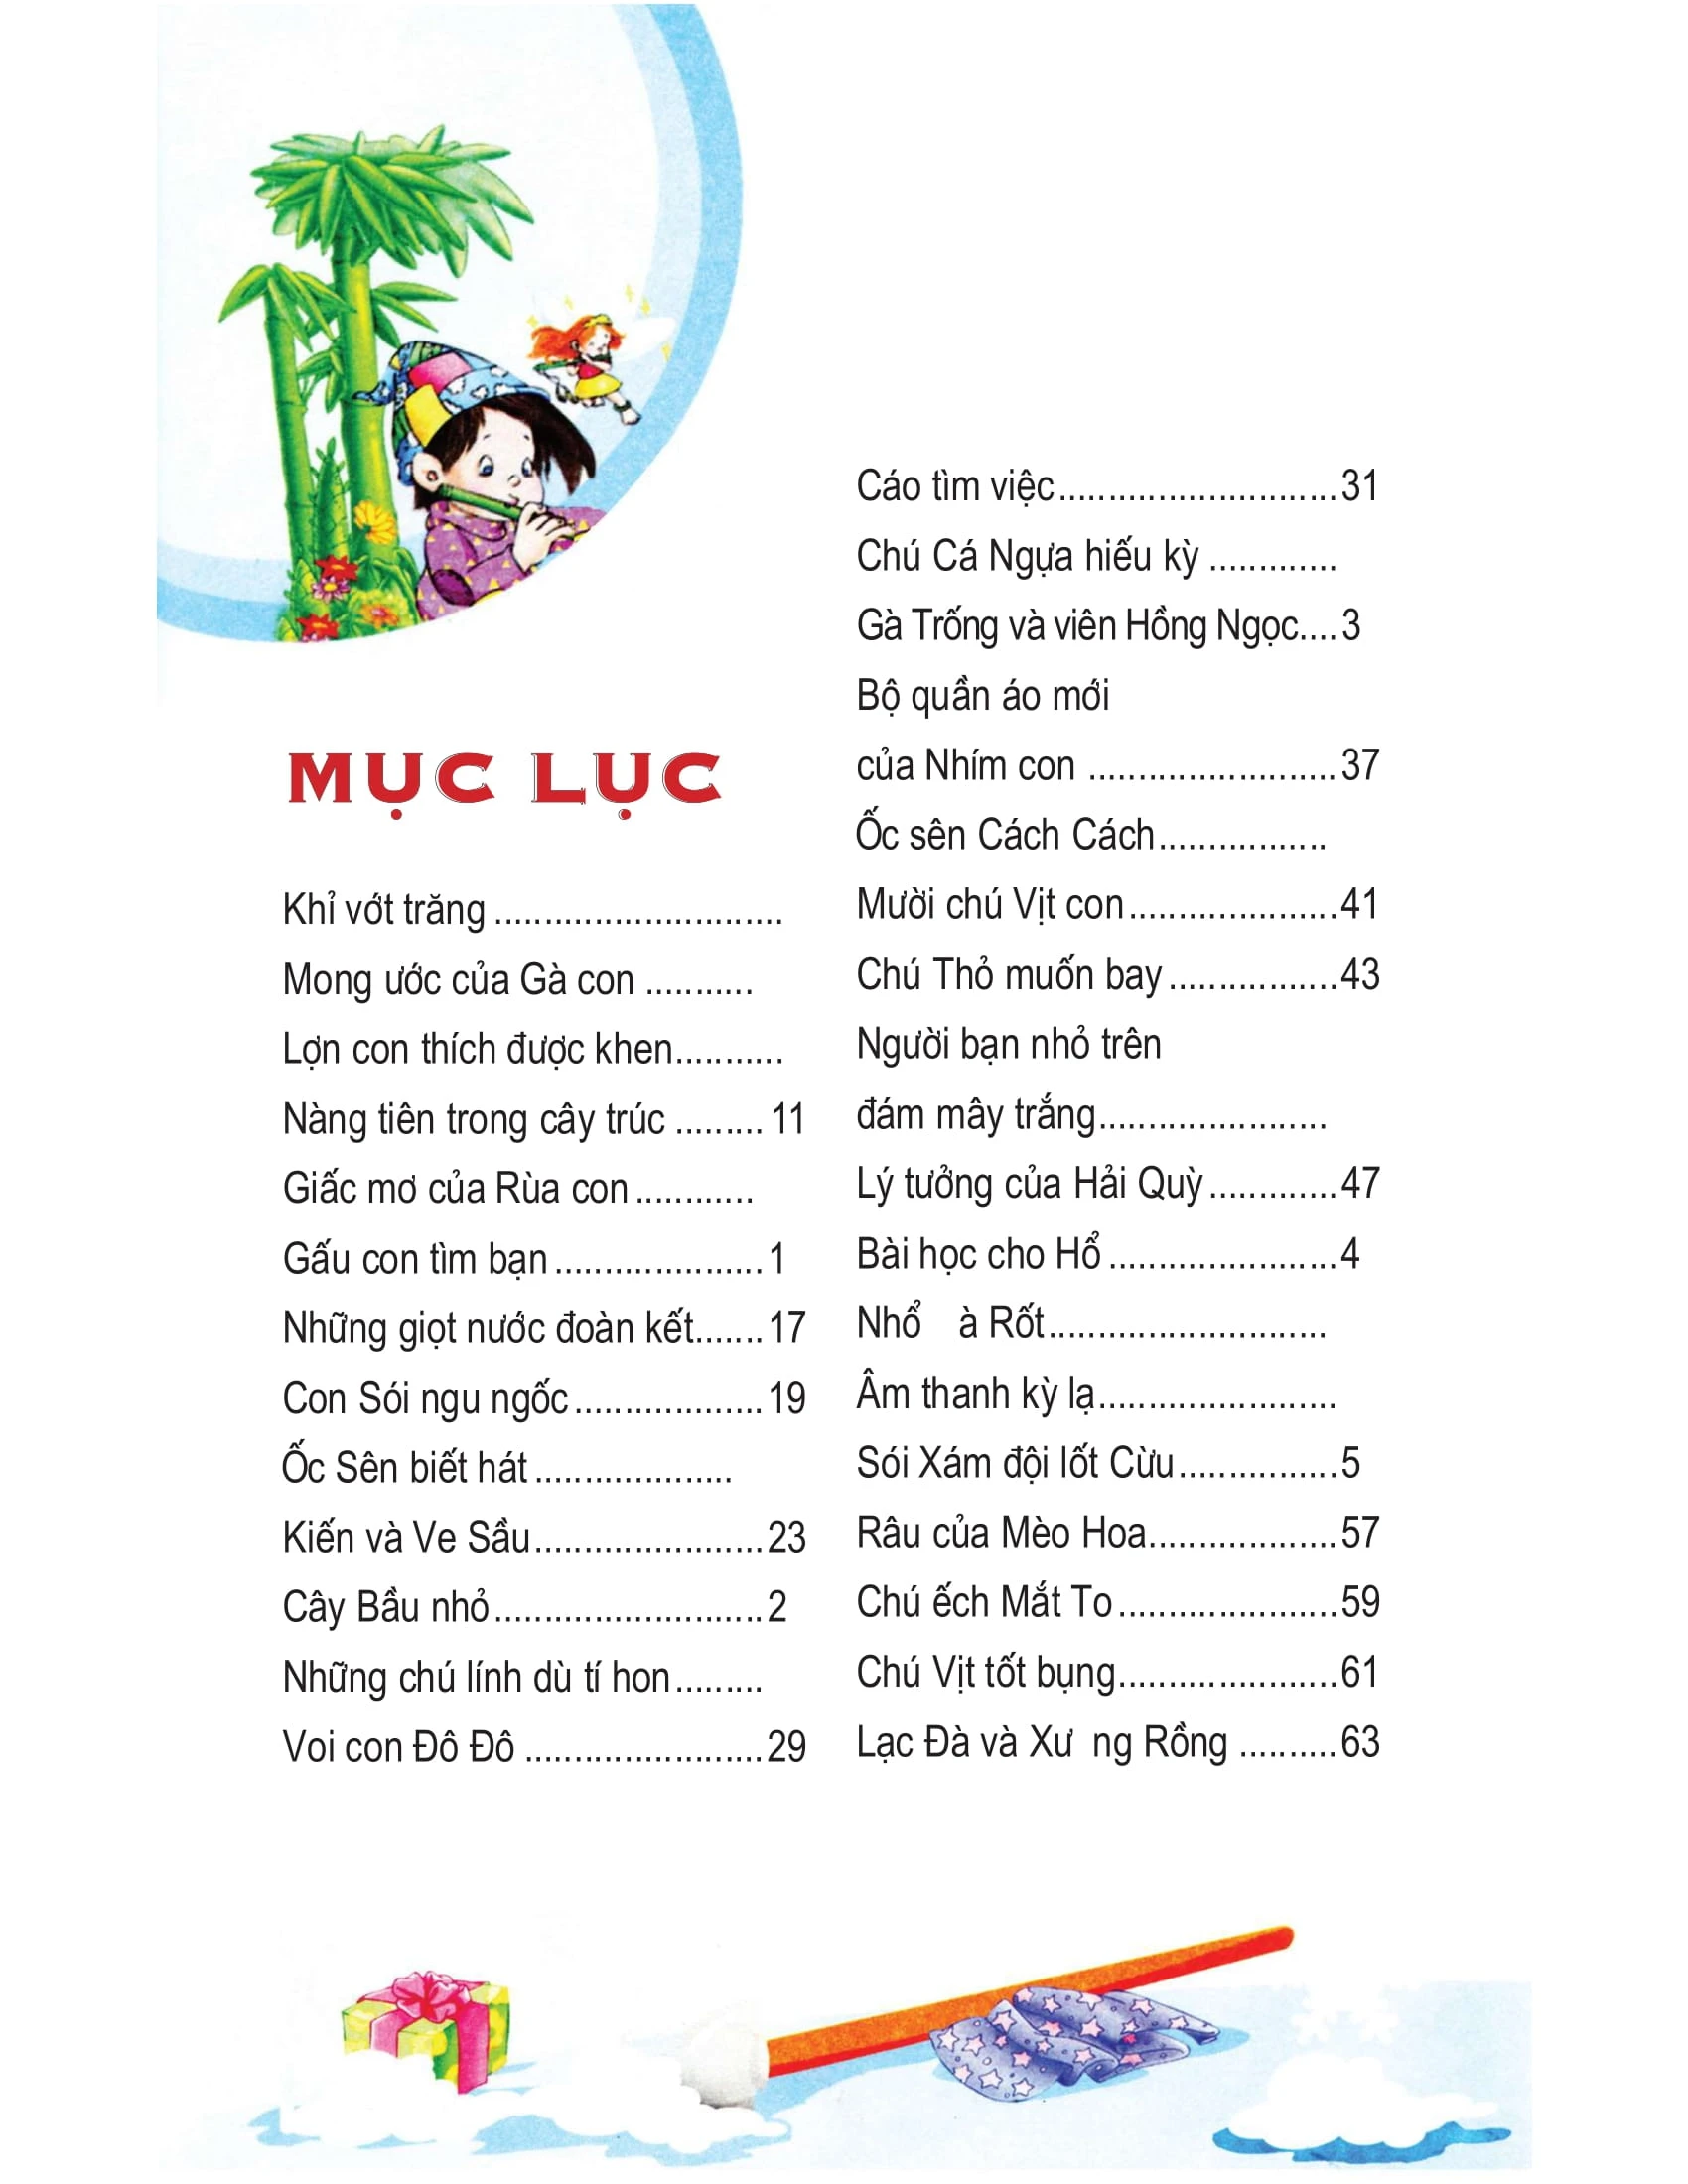 MỤC LỤC
Khỉ vớt trăng .............................
Mong ước của Gà con ...........
Lợn con thích được khen...........
Nàng tiên trong cây trúc ......... 11
Giấc mơ của Rùa con ............
Gấu con tìm bạn ..................... 1
Những giọt nước đoàn kết....... 17
Con Sói ngu ngốc ................... 19
Ốc Sên biết hát ....................
Kiến và Ve Sầu....................... 23
Cây Bầu nhỏ........................... 2
Những chú lính dù tí hon.........
Voi con Đô Đô ........................ 29
Cáo tìm việc............................ 31
Chú Cá Ngựa hiếu kỳ .............
Gà Trống và viên Hồng Ngọc.... 3
Bộ quần áo mới
của Nhím con ......................... 37
Ốc sên Cách Cách.................
Mười chú Vịt con..................... 41
Chú Thỏ muốn bay ................. 43
Người bạn nhỏ trên
đám mây trắng.......................
Lý tưởng của Hải Quỳ............. 47
Bài học cho Hổ ....................... 4
Nhổ à Rốt............................
Âm thanh kỳ lạ........................
Sói Xám đội lốt Cừu................ 5
Râu của Mèo Hoa................... 57
Chú ếch Mắt To ...................... 59
Chú Vịt tốt bụng...................... 61
Lạc Đà và Xư ng Rồng .......... 63